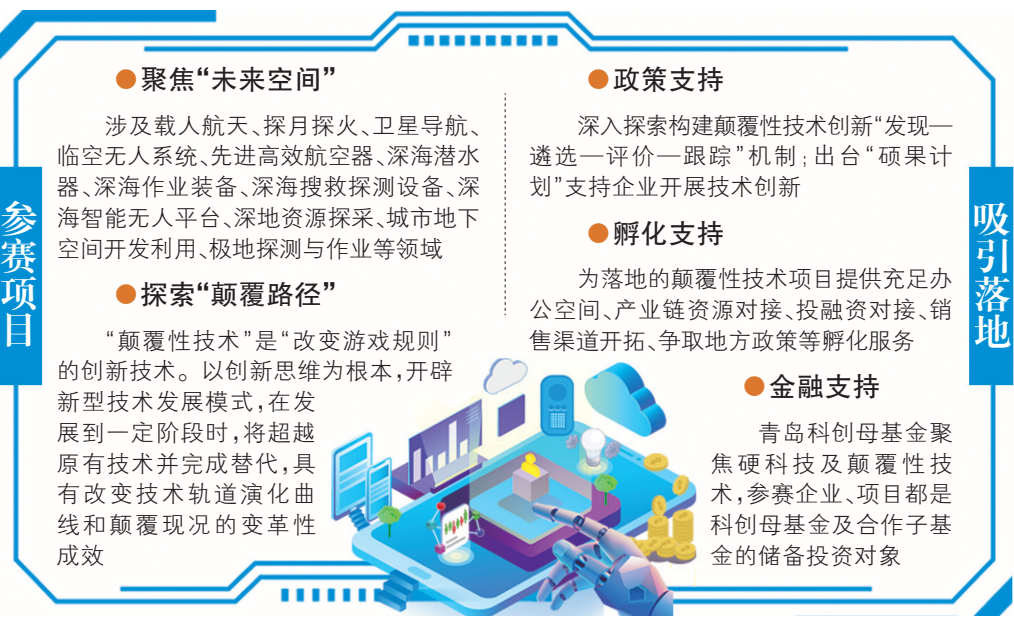 参赛项目
●聚焦“未来空间”
涉及载人航天、探月探火、卫星导航、
临空无人系统、先进高效航空器、深海潜水
器、深海作业装备、深海搜救探测设备、深
海智能无人平台、深地资源探采、城市地下
空间开发利用、极地探测与作业等领域
●探索“颠覆路径”
“颠覆性技术”是“改变游戏规则”
的创新技术。以创新思维为根本，开辟
新型技术发展模式，在发
展到一定阶段时，将超越
原有技术并完成替代，具
有改变技术轨道演化曲
线和颠覆现况的变革性
成效
吸引落地
●政策支持
深入探索构建颠覆性技术创新“发现—
遴选—评价—跟踪”机制；出台“硕果计
划”支持企业开展技术创新
●孵化支持
为落地的颠覆性技术项目提供充足办
公空间、产业链资源对接、投融资对接、销
售渠道开拓、争取地方政策等孵化服务
●金融支持
青岛科创母基金聚
焦硬科技及颠覆性技
术，参赛企业、项目都是
科创母基金及合作子基
金的储备投资对象